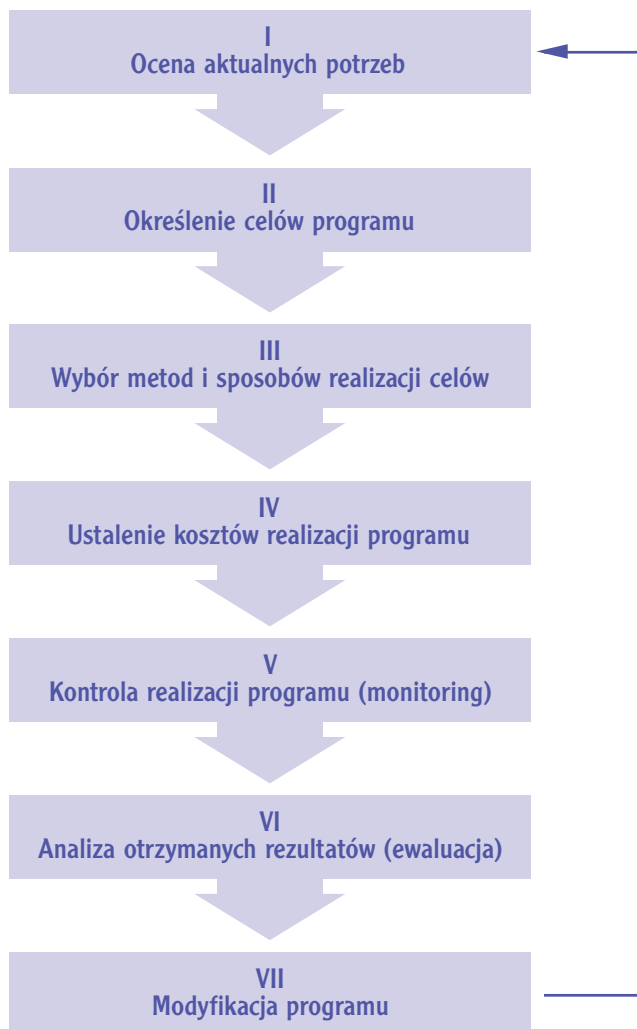 I
Ocena aktualnych potrzeb
II
Określenie celów programu
III
Wybór metod i sposobów realizacji celów
IV
Ustalenie kosztów realizacji programu
V
Kontrola realizacji programu (monitoring)
VI
Analiza otrzymanych rezultatów (ewaluacja)
VII
Modyfikacja programu